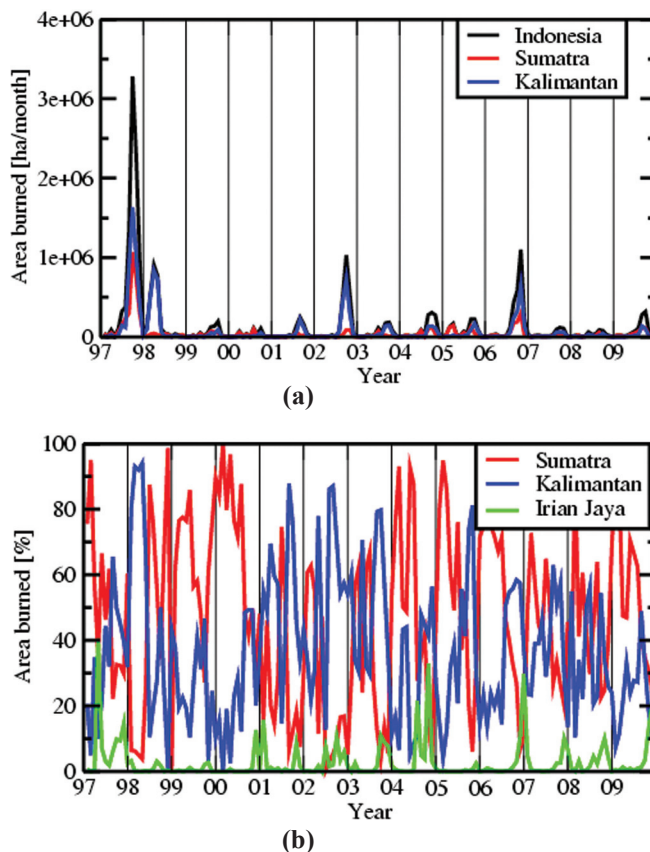 4e+06
3e+06
2e+06
1e+06
0
Area burned [ha/month]
Indonesia
Sumatra
Kalimantan
97 98 99 00 01 02 03 04 05 06 07 08 09
Year
(a)
100
80
60
40
20
0
Area burned [%]
Sumatra
Kalimantan
Irian Jaya
97 98 99 00 01 02 03 04 05 06 07 08 09
Year
(b)